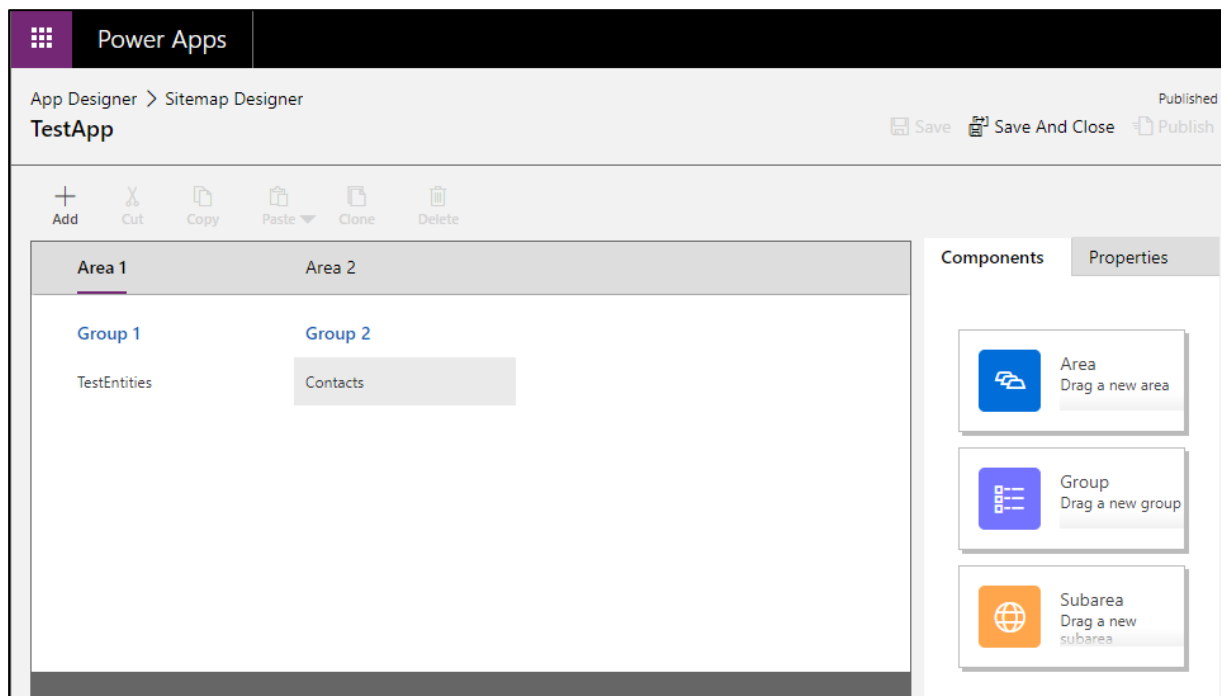 Power Apps
App Designer > Sitemap Designer
Published
TestApp
Save Save And Close Publish
Add Cut Copy Paste Clone Delete
Components Properties
Area 1 Area 2
Group 1 Group 2
TestEntities Contacts
Area
Drag a new area
Group
Drag a new group
Subarea
Drag a new
subarea